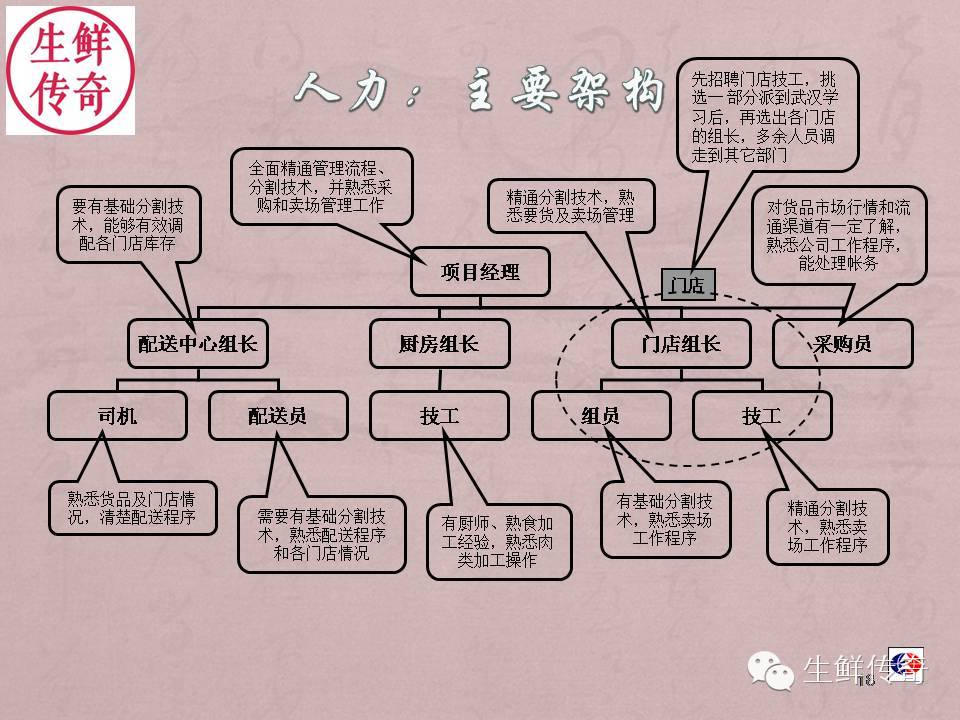 生鲜
传奇
人力：主要架构
先招聘门店技工，挑
选一部分派到武汉学
习后，再选出各门店
的组长，多余人员调
走到其它部门
全面精通管理流程、
分割技术，并熟悉采
购和卖场管理工作
精通分割技术，熟
悉要货及卖场管理
要有基础分割技
术，能够有效调
配各门店库存
对货品市场行情和流
通渠道有一定了解，
熟悉公司工作程序，
能处理帐务
项目经理
门店
配送中心组长
厨房组长
门店组长
采购员
司机
配送员
技工
组员
技工
熟悉货品及门店情
况，清楚配送程序
需要有基础分割技
术，熟悉配送程序
和各门店情况
有厨师、熟食加
工经验，熟悉肉
类加工操作
有基础分割技
术，熟悉卖场
工作程序
精通分割技
术，熟悉卖
场工作程序
生鲜传奇